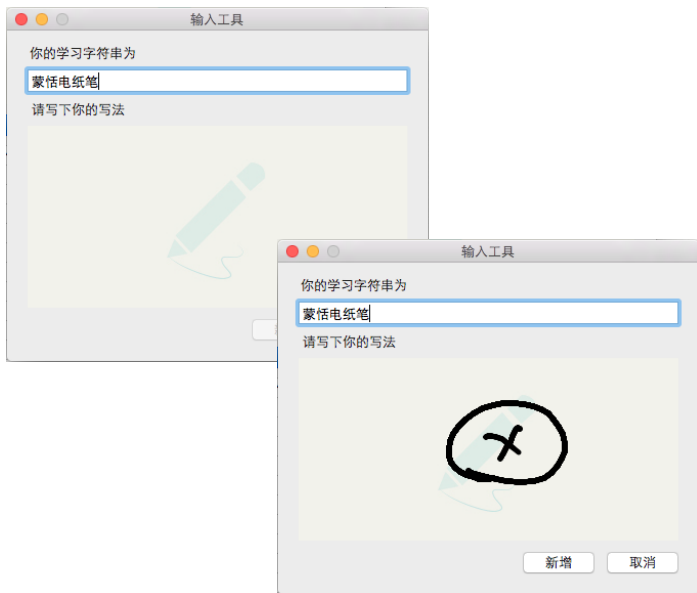 输入工具
你的学习字符串为
蒙恬电纸笔
请写下你的写法
输入工具
你的学习字符串为
蒙恬电纸笔
请写下你的写法
新增 取消